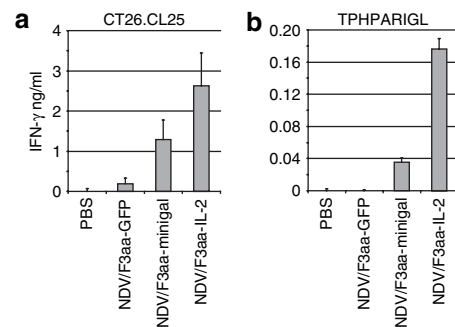 a
CT26.CL25
IFN-γ ng/ml
4
3
2
1
0
PBS
NDV/F3aa-GFP
NDV/F3aa-minigal
NDV/F3aa-IL-2
b
TPHPARIGL
0.20
0.16
0.12
0.08
0.04
0
PBS
NDV/F3aa-GFP
NDV/F3aa-minigal
NDV/F3aa-IL-2